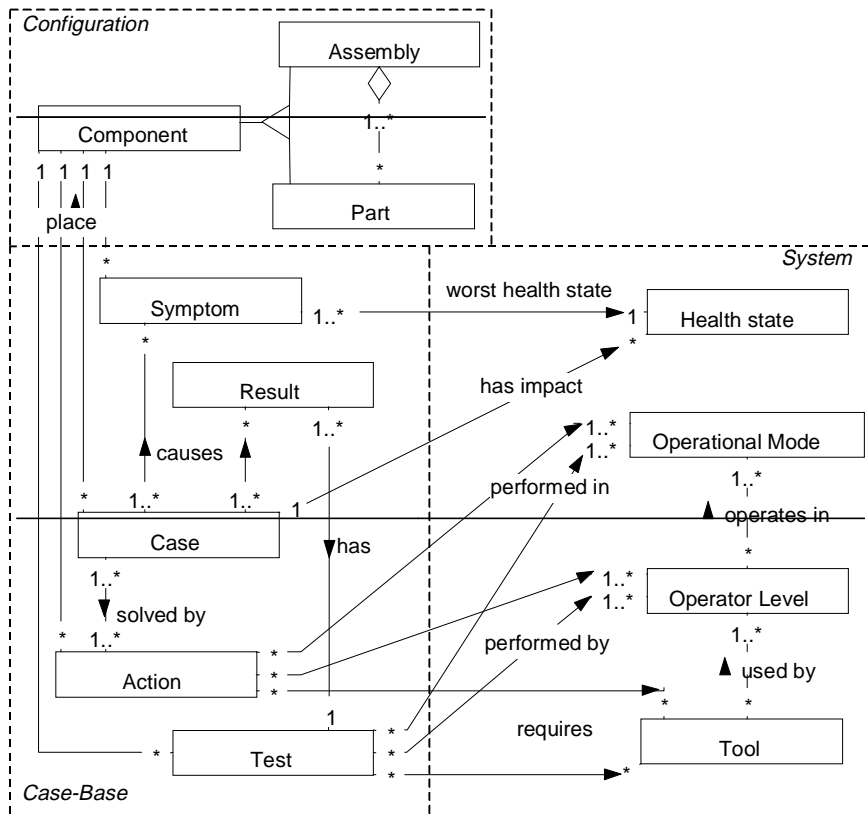 Configuration
Assembly
1..*
Component
1 1 1 1
*
place
Part
System
*
worst health state
Symptom
1..*
1
Health state
*
*
Result
has impact
*
1..*
1..*
Operational Mode
1..*
causes
performed in
1..*
*
1..*
1..*
1
operates in
Case
has
*
1..*
1..*
Operator Level
1..*
solved by
performed by
1..*
*
1..*
*
Action
*
used by
*
*
*
1
*
requires
Tool
*
Test
*
*
*
Case-Base